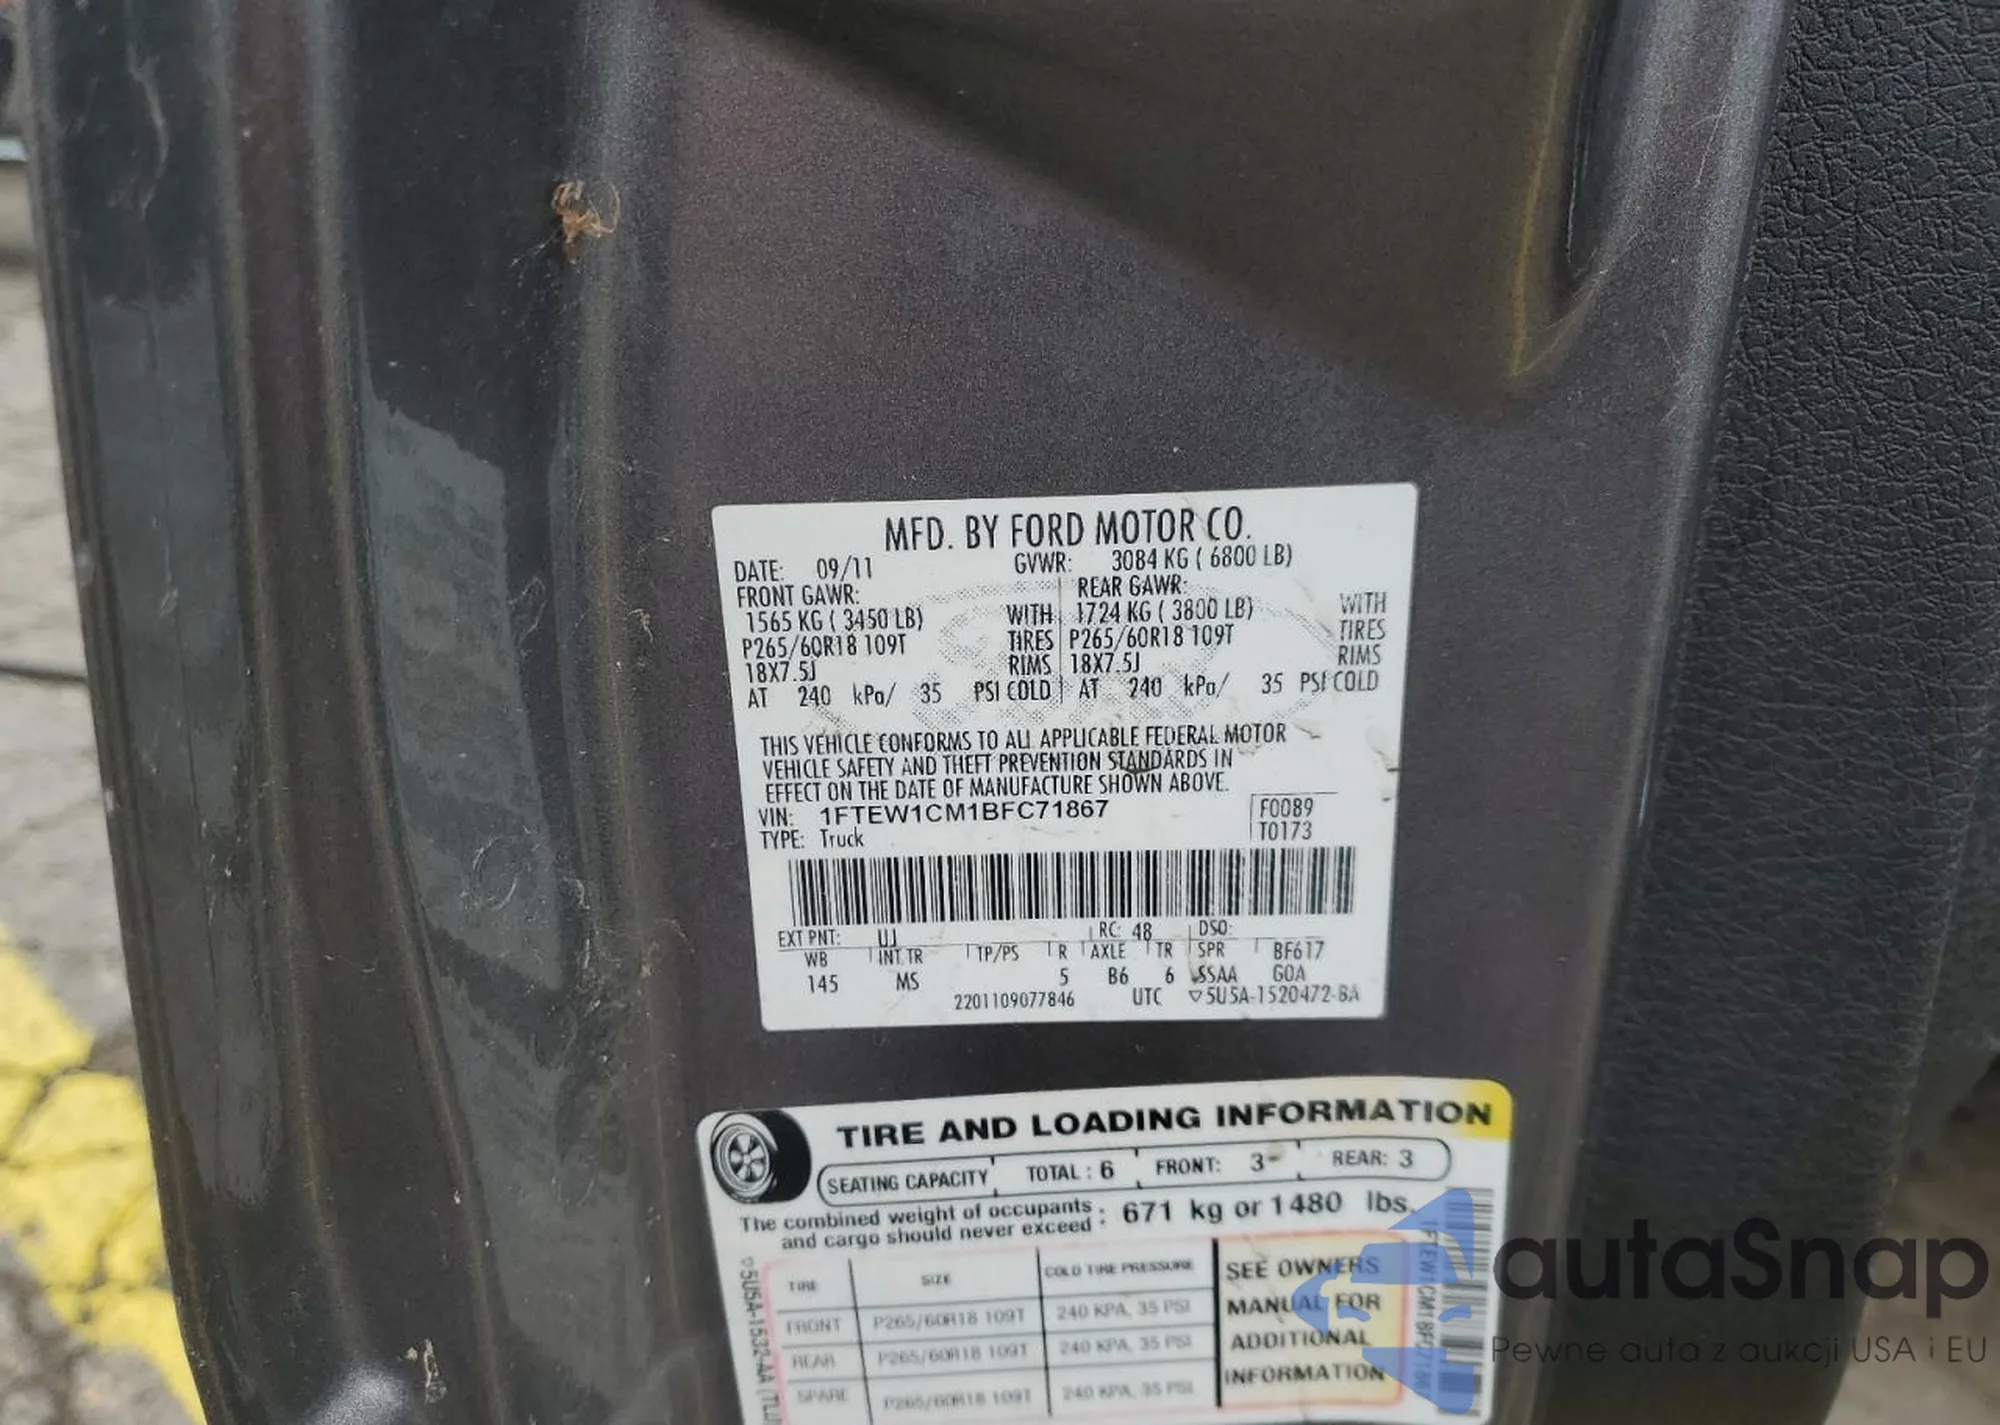 MFD. BY FORD MOTOR CO.
DATE: 09/11 GVWR: 3084 KG ( 6800 LB)
FRONT GAWR: REAR GAWR:
1565 KG ( 3450 LB) WITH 1724 KG ( 3800 LB) WITH
P265/60R18 109T TIRES P265/60R18 109T TIRES
18X7.5J RIMS 18X7.5J RIMS
AT 240 kPa/ 35 PSI COLD AT 240 kPa/ 35 PSI COLD
THIS VEHICLE CONFORMS TO ALL APPLICABLE FEDERAL MOTOR
VEHICLE SAFETY AND THEFT PREVENTION STANDARDS IN
EFFECT ON THE DATE OF MANUFACTURE SHOWN ABOVE.
VIN: 1FTEW1CM1BFC71867 F0089
TYPE: Truck T0173
EXT PNT: UJ RC: 48 DSO:
WB INT TR TP/PS R AXLE TR SPR BF617
145 MS 5 B6 6 SSAA GOA
2201109077846 UTC ▽5U5A-1520472-BA
TIRE AND LOADING INFORMATION
SEATING CAPACITY TOTAL : 6 FRONT: 3 REAR: 3
The combined weight of occupants : 671 kg or 1480 lbs.
and cargo should never exceed :
TIRE SIZE COLD TIRE PRESSURE SEE OWNERS
FRONT P265/60R18 109T 240 KPA, 35 PSI MANUAL FOR
REAR P265/60R18 109T 240 KPA, 35 PSI ADDITIONAL
SPARE P265/60R18 109T 240 KPA, 35 PSI INFORMATION
autaSnap
Pewne auta z aukcji USA i EU